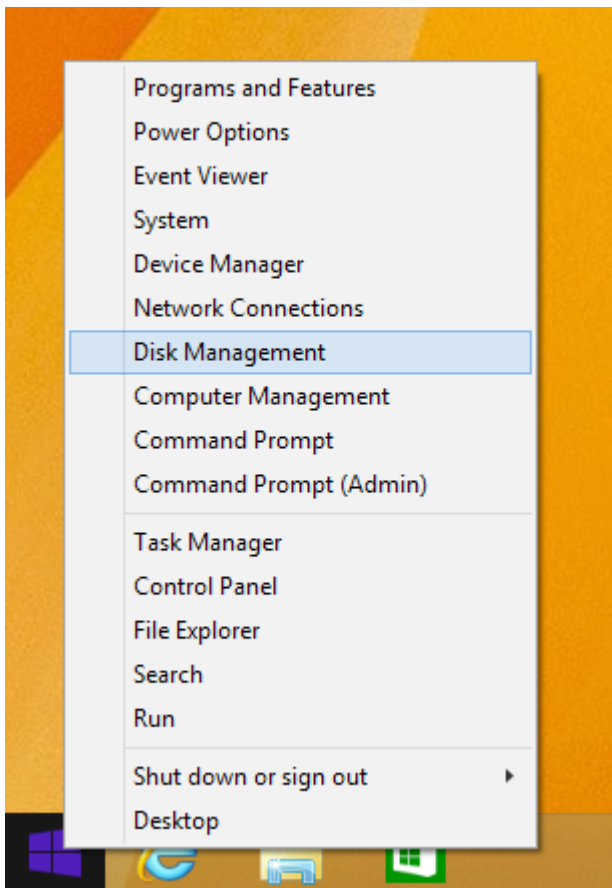 Programs and Features
Power Options
Event Viewer
System
Device Manager
Network Connections
Disk Management
Computer Management
Command Prompt
Command Prompt (Admin)
Task Manager
Control Panel
File Explorer
Search
Run
Shut down or sign out
Desktop